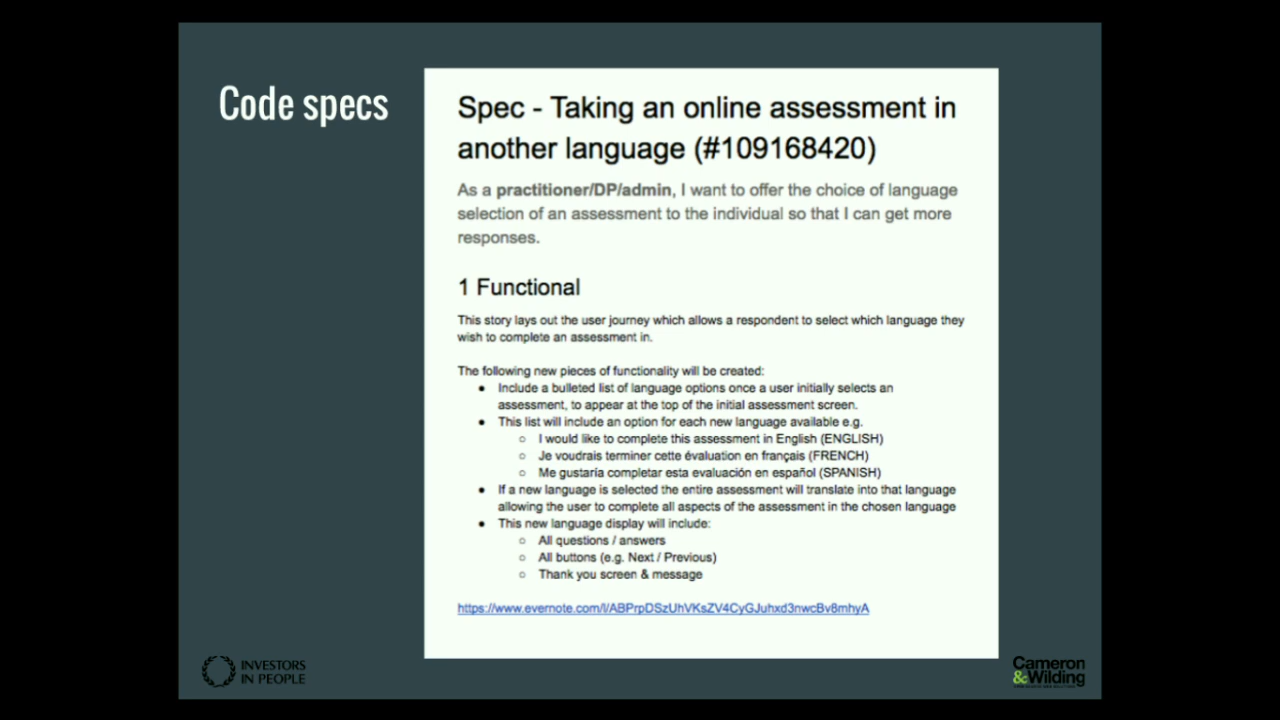 Code specs
Spec - Taking an online assessment in
another language (#109168420)
As a practitioner/DP/admin, I want to offer the choice of language
selection of an assessment to the individual so that I can get more
responses.
1 Functional
This story lays out the user journey which allows a respondent to select which language they
wish to complete an assessment in.
The following new pieces of functionality will be created:
● Include a bulleted list of language options once a user initially selects an
assessment, to appear at the top of the initial assessment screen.
● This list will include an option for each new language available e.g.
○ I would like to complete this assessment in English (ENGLISH)
○ Je voudrais terminer cette évaluation en français (FRENCH)
○ Me gustaría completar esta evaluación en español (SPANISH)
● If a new language is selected the entire assessment will translate into that language
allowing the user to complete all aspects of the assessment in the chosen language
● This new language display will include:
○ All questions / answers
○ All buttons (e.g. Next / Previous)
○ Thank you screen & message
https://www.evernote.com/l/ABPrpDSzUhVKsZV4CyGJuhxd3nwcBv8mhyA
INVESTORS
IN PEOPLE
Cameron
&Wilding